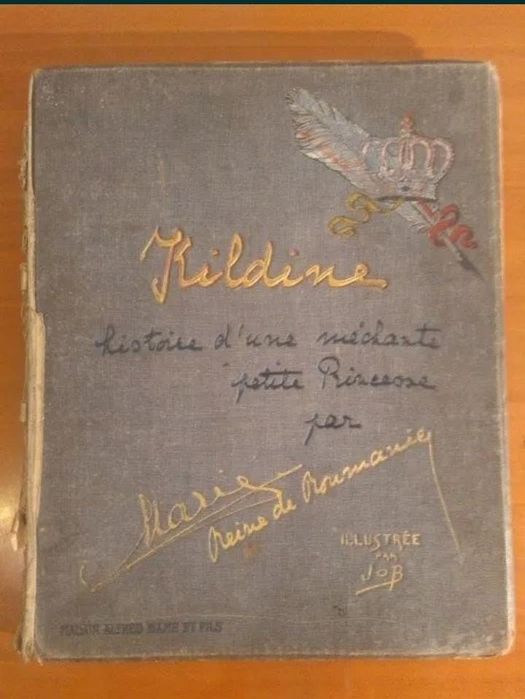 Kildine
histoire d'une méchante
petite Princesse
par
Marie
Reine de Roumanie
ILLUSTRÉE
PAR
JOB
MAISON ALFRED MAME ET FILS